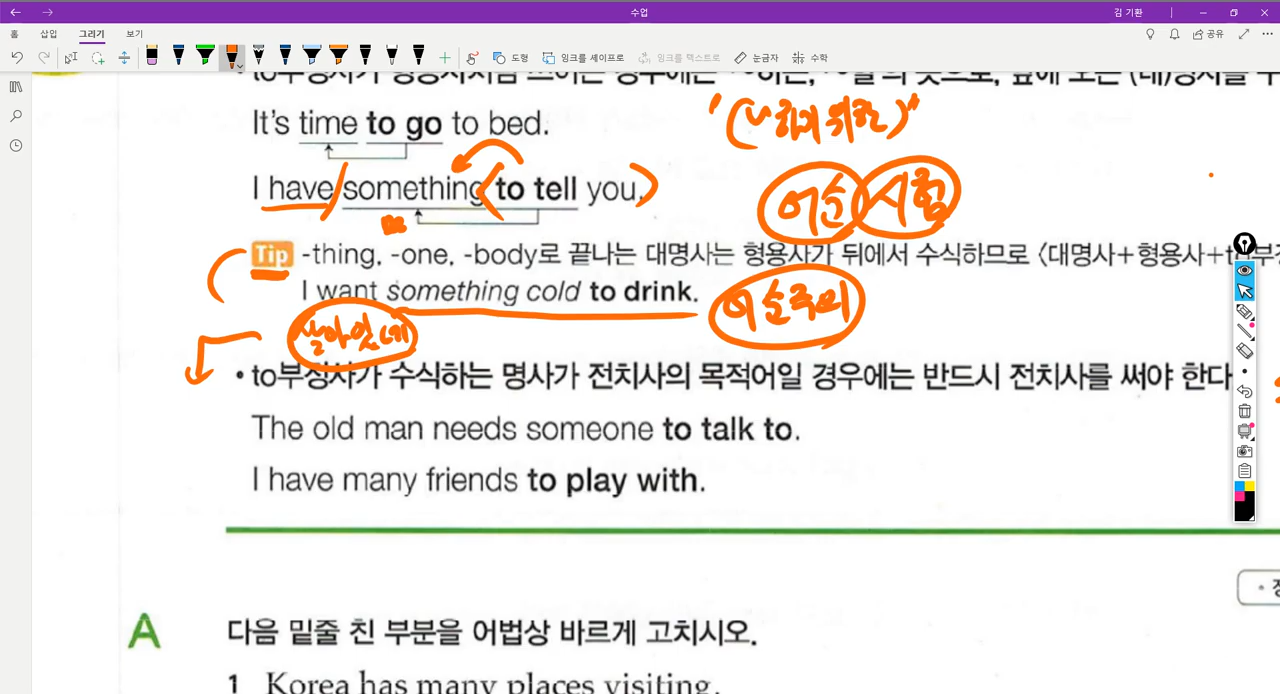 수업
김 기환
홈 삽입 그리기 보기
공유
도형 잉크를 셰이프로 잉크를 텍스트로 눈금자 수학
It's time to go to bed.
"(~하기 위한)"
I have something to tell you.
어순 시험
Tip -thing, -one, -body로 끝나는 대명사는 형용사가 뒤에서 수식하므로 <대명사+형용사+to부정
I want something cold to drink.
어순주의
• to부정사가 수식하는 명사가 전치사의 목적어일 경우에는 반드시 전치사를 써야 한다
The old man needs someone to talk to.
I have many friends to play with.
A 다음 밑줄 친 부분을 어법상 바르게 고치시오.
1 Korea has many places visiting.